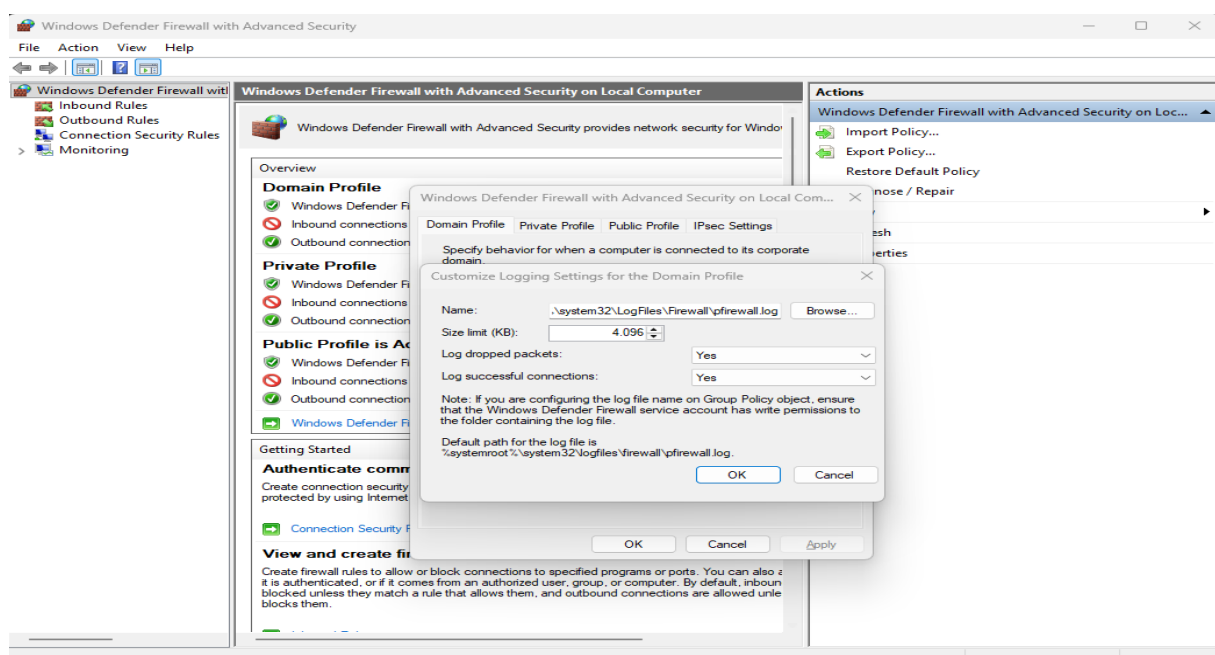 Windows Defender Firewall with Advanced Security
File Action View Help
Windows Defender Firewall witl
Inbound Rules
Outbound Rules
Connection Security Rules
Monitoring
Windows Defender Firewall with Advanced Security on Local Computer
Windows Defender Firewall with Advanced Security provides network security for Window
Overview
Domain Profile
Windows Defender Fi
Inbound connections
Outbound connection
Private Profile
Windows Defender Fi
Inbound connections
Outbound connection
Public Profile is Ac
Windows Defender Fi
Inbound connections
Outbound connection
Windows Defender Fi
Getting Started
Authenticate comm
Create connection security
protected by using Internet
Connection Security R
View and create fir
Create firewall rules to allow or block connections to specified programs or ports. You can also a
it is authenticated, or if it comes from an authorized user, group, or computer. By default, inboun
blocked unless they match a rule that allows them, and outbound connections are allowed unle
blocks them.
Windows Defender Firewall with Advanced Security on Local Com...
Domain Profile Private Profile Public Profile IPsec Settings
Specify behavior for when a computer is connected to its corporate
domain.
Customize Logging Settings for the Domain Profile
Name: .\system32\LogFiles\Firewall\pfirewall.log Browse...
Size limit (KB): 4.096
Log dropped packets: Yes
Log successful connections: Yes
Note: If you are configuring the log file name on Group Policy object, ensure
that the Windows Defender Firewall service account has write permissions to
the folder containing the log file.
Default path for the log file is
%systemroot%\system32\logfiles\firewall\pfirewall.log.
OK Cancel
OK Cancel Apply
Actions
Windows Defender Firewall with Advanced Security on Loc...
Import Policy...
Export Policy...
Restore Default Policy
nose / Repair
esh
erties